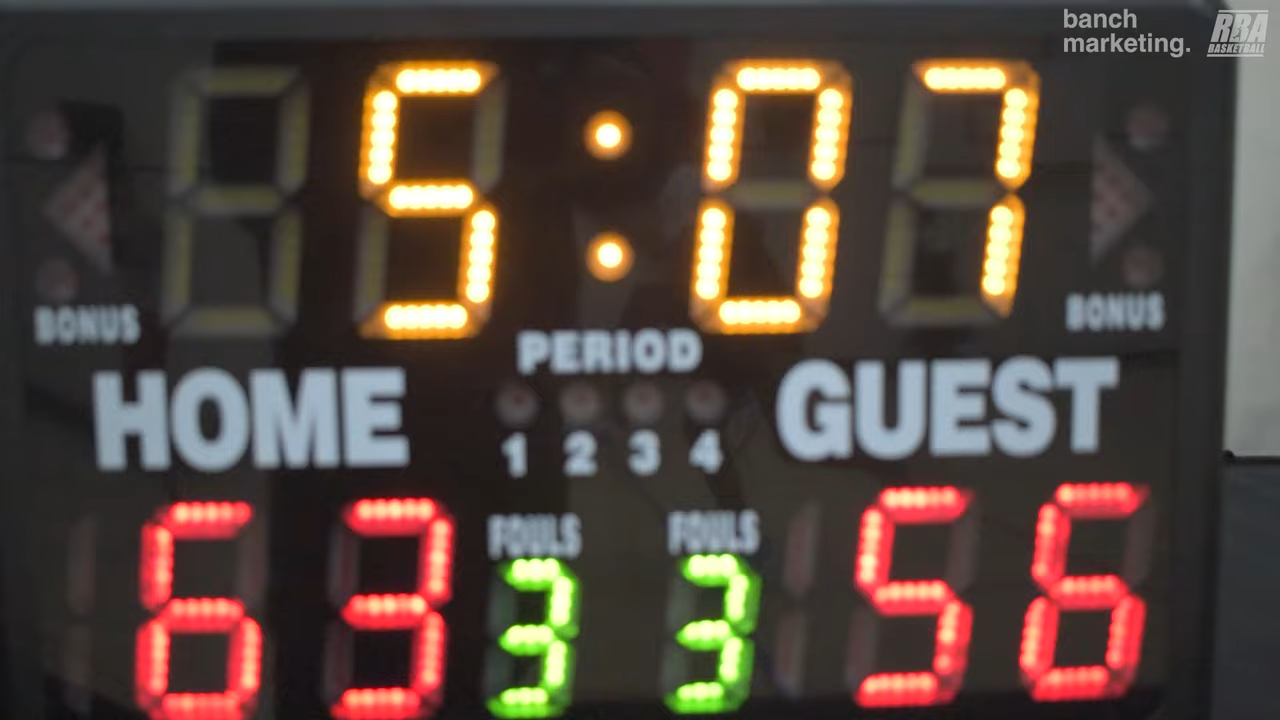 banch
marketing.
RBA
BASKETBALL
5:07
BONUS
BONUS
PERIOD
HOME
GUEST
1 2 3 4
FOULS
FOULS
63
3
3
56